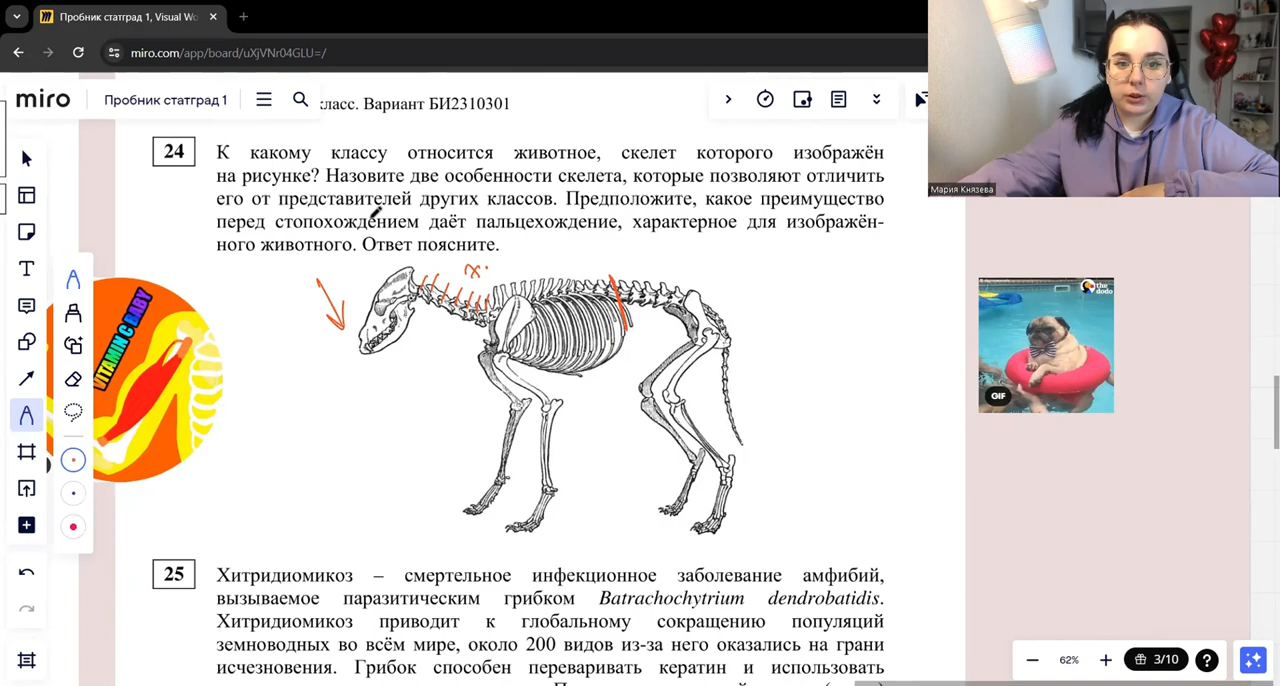 Пробник статград 1, Visual Wo
miro.com/app/board/uXjVNr04GLU=/
miro
Пробник статград 1
класс. Вариант БИ2310301
Мария Князева
24
К какому классу относится животное, скелет которого изображён
на рисунке? Назовите две особенности скелета, которые позволяют отличить
его от представителей других классов. Предположите, какое преимущество
перед стопохождением даёт пальцехождение, характерное для изображён-
ного животного. Ответ поясните.
VITAMIN C BABY
the dodo
GIF
25
Хитридиомикоз – смертельное инфекционное заболевание амфибий,
вызываемое паразитическим грибком Batrachochytrium dendrobatidis.
Хитридиомикоз приводит к глобальному сокращению популяций
земноводных во всём мире, около 200 видов из-за него оказались на грани
исчезновения. Грибок способен переваривать кератин и использовать
62%
3/10